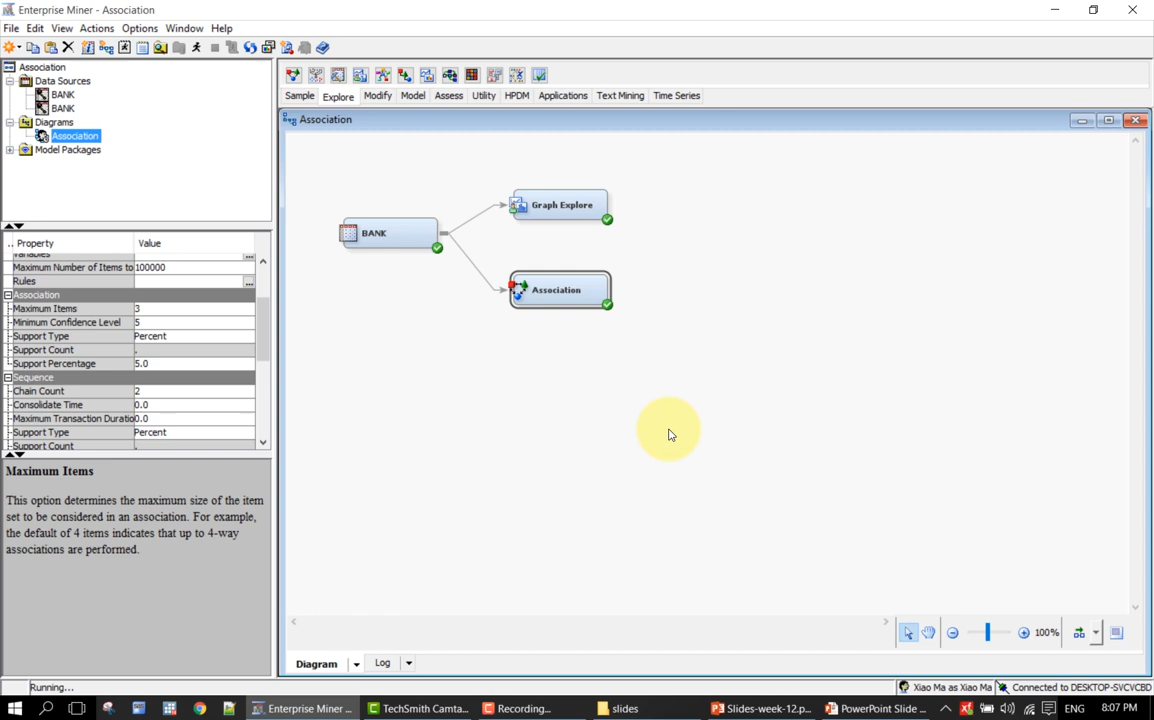 Enterprise Miner - Association
File Edit View Actions Options Window Help
Association
Data Sources
BANK
BANK
Diagrams
Association
Model Packages
.. Property Value
Variables ...
Maximum Number of Items to 100000
Rules ...
Association
Maximum Items 3
Minimum Confidence Level 5
Support Type Percent
Support Count .
Support Percentage 5.0
Sequence
Chain Count 2
Consolidate Time 0.0
Maximum Transaction Duratio 0.0
Support Type Percent
Support Count .
Maximum Items
This option determines the maximum size of the item
set to be considered in an association. For example,
the default of 4 items indicates that up to 4-way
associations are performed.
Sample Explore Modify Model Assess Utility HPDM Applications Text Mining Time Series
Association
Graph Explore
BANK
Association
100%
Diagram Log
Running... Xiao Ma as Xiao Ma Connected to DESKTOP-SVCVCBD
Enterprise Miner ... TechSmith Camta... Recording... slides Slides-week-12.p... PowerPoint Slide ... ENG 8:07 PM